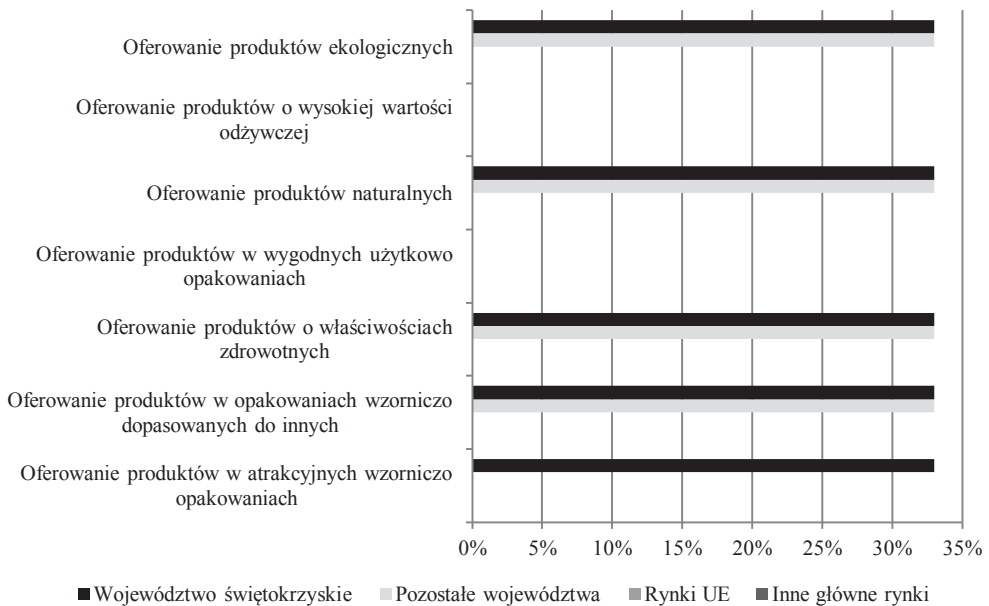 Oferowanie produktów ekologicznych
Oferowanie produktów o wysokiej wartości
odżywczej
Oferowanie produktów naturalnych
Oferowanie produktów w wygodnych użytkowo
opakowaniach
Oferowanie produktów o właściwościach
zdrowotnych
Oferowanie produktów w opakowaniach wzorniczo
dopasowanych do innych
Oferowanie produktów w atrakcyjnych wzorniczo
opakowaniach
0% 5% 10% 15% 20% 25% 30% 35%
Województwo świętokrzyskie Pozostałe województwa Rynki UE Inne główne rynki